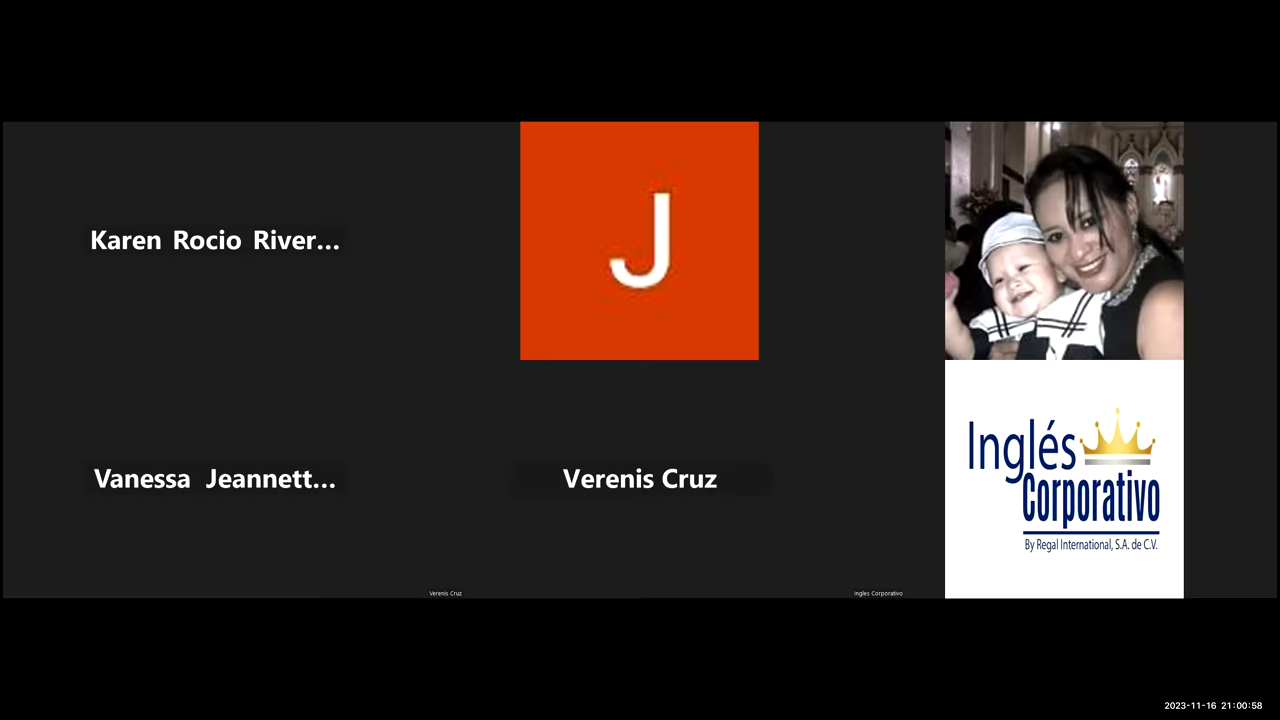 Karen Rocio River...
J
Vanessa Jeannett...
Verenis Cruz
Inglés
Corporativo
By Regal International, S.A. de C.V.
Verenis Cruz
Ingles Corporativo
2023-11-16 21:00:58